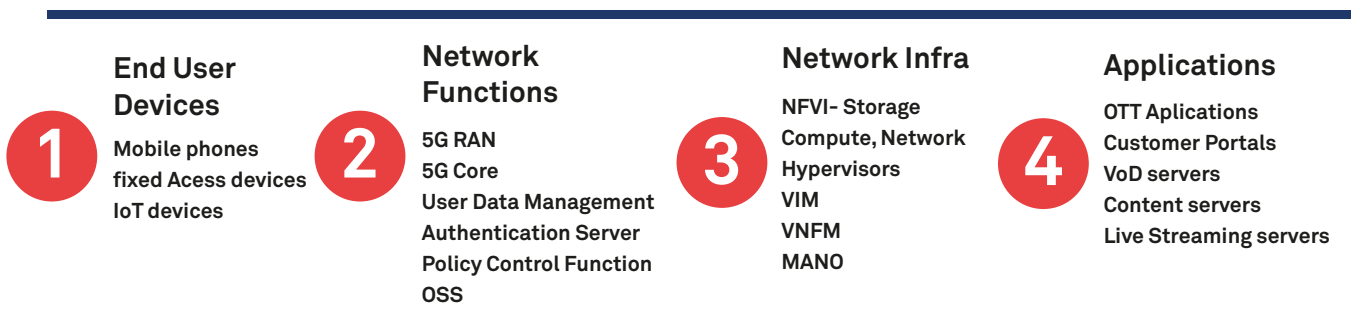 1
End User
Devices
Mobile phones
fixed Acess devices
IoT devices
2
Network
Functions
5G RAN
5G Core
User Data Management
Authentication Server
Policy Control Function
OSS
3
Network Infra
NFVI- Storage
Compute, Network
Hypervisors
VIM
VNFM
MANO
4
Applications
OTT Aplications
Customer Portals
VoD servers
Content servers
Live Streaming servers